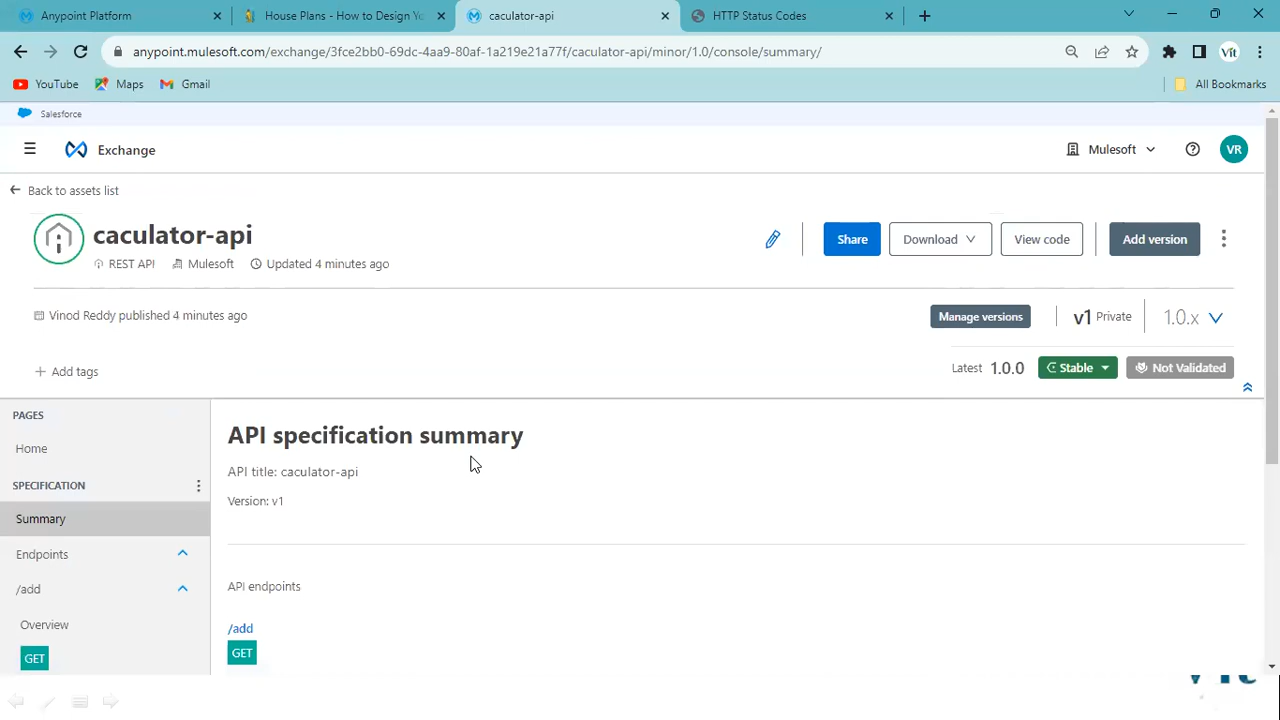 Anypoint Platform
House Plans - How to Design Yo
caculator-api
HTTP Status Codes
anypoint.mulesoft.com/exchange/3fce2bb0-69dc-4aa9-80af-1a219e21a77f/caculator-api/minor/1.0/console/summary/
Vit
YouTube
Maps
Gmail
All Bookmarks
Salesforce
Exchange
Mulesoft
VR
Back to assets list
caculator-api
REST API
Mulesoft
Updated 4 minutes ago
Share
Download
View code
Add version
Vinod Reddy published 4 minutes ago
Manage versions
v1 Private
1.0.x
Add tags
Latest 1.0.0
Stable
Not Validated
PAGES
Home
SPECIFICATION
Summary
Endpoints
/add
Overview
GET
API specification summary
API title: caculator-api
Version: v1
API endpoints
/add
GET